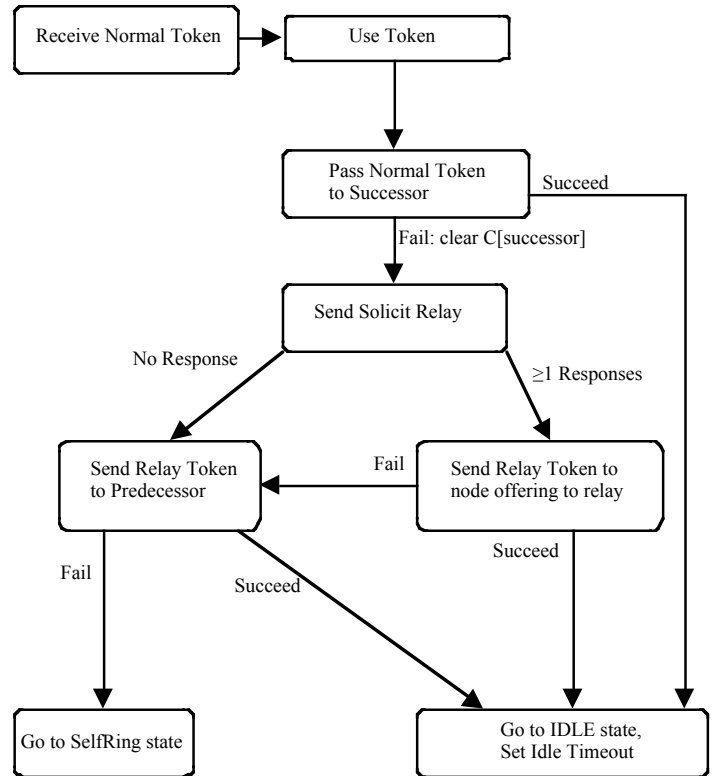 Receive Normal Token
Use Token
Pass Normal Token
to Successor
Succeed
Fail: clear C[successor]
Send Solicit Relay
No Response
≥1 Responses
Send Relay Token
to Predecessor
Fail
Send Relay Token to
node offering to relay
Fail
Succeed
Succeed
Go to SelfRing state
Go to IDLE state,
Set Idle Timeout